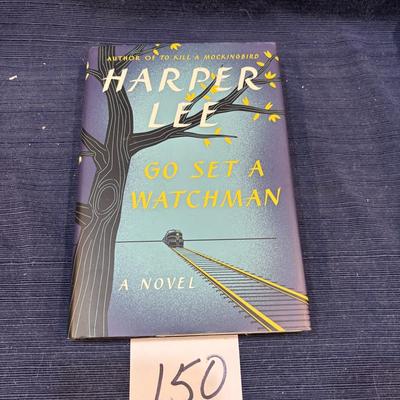 AUTHOR OF TO KILL A MOCKINGBIRD
HARPER
LEE
GO SET A
WATCHMAN
A NOVEL
150